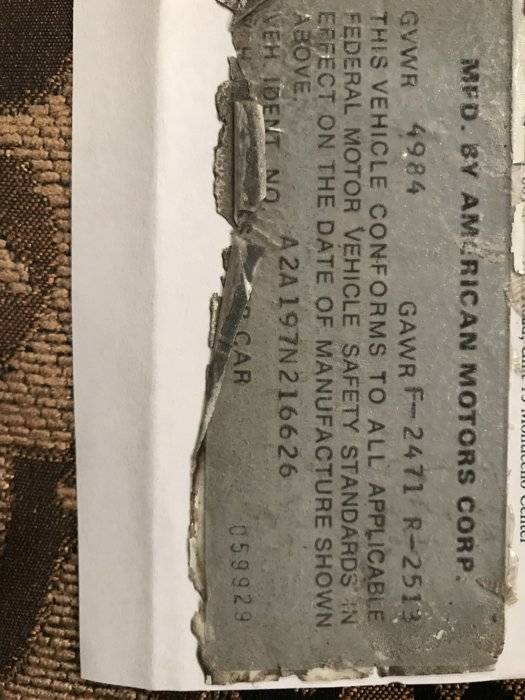 MFD. BY AMERICAN MOTORS CORP.
GVWR 4984 GAWR F-2471 R-2513
THIS VEHICLE CONFORMS TO ALL APPLICABLE
FEDERAL MOTOR VEHICLE SAFETY STANDARDS IN
EFFECT ON THE DATE OF MANUFACTURE SHOWN
ABOVE.
VEH IDENT NO A2A197N216626
CAR
059929